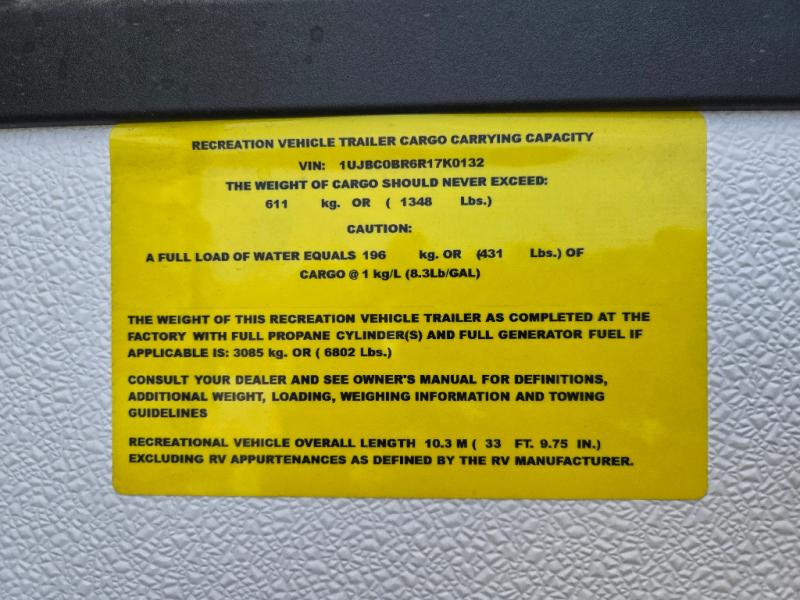 RECREATION VEHICLE TRAILER CARGO CARRYING CAPACITY
VIN: 1UJBC0BR6R17K0132
THE WEIGHT OF CARGO SHOULD NEVER EXCEED:
611 kg. OR ( 1348 Lbs.)
CAUTION:
A FULL LOAD OF WATER EQUALS 196 kg. OR (431 Lbs.) OF
CARGO @ 1 kg/L (8.3Lb/GAL)
THE WEIGHT OF THIS RECREATION VEHICLE TRAILER AS COMPLETED AT THE
FACTORY WITH FULL PROPANE CYLINDER(S) AND FULL GENERATOR FUEL IF
APPLICABLE IS: 3085 kg. OR ( 6802 Lbs.)
CONSULT YOUR DEALER AND SEE OWNER'S MANUAL FOR DEFINITIONS,
ADDITIONAL WEIGHT, LOADING, WEIGHING INFORMATION AND TOWING
GUIDELINES
RECREATIONAL VEHICLE OVERALL LENGTH 10.3 M ( 33 FT. 9.75 IN.)
EXCLUDING RV APPURTENANCES AS DEFINED BY THE RV MANUFACTURER.